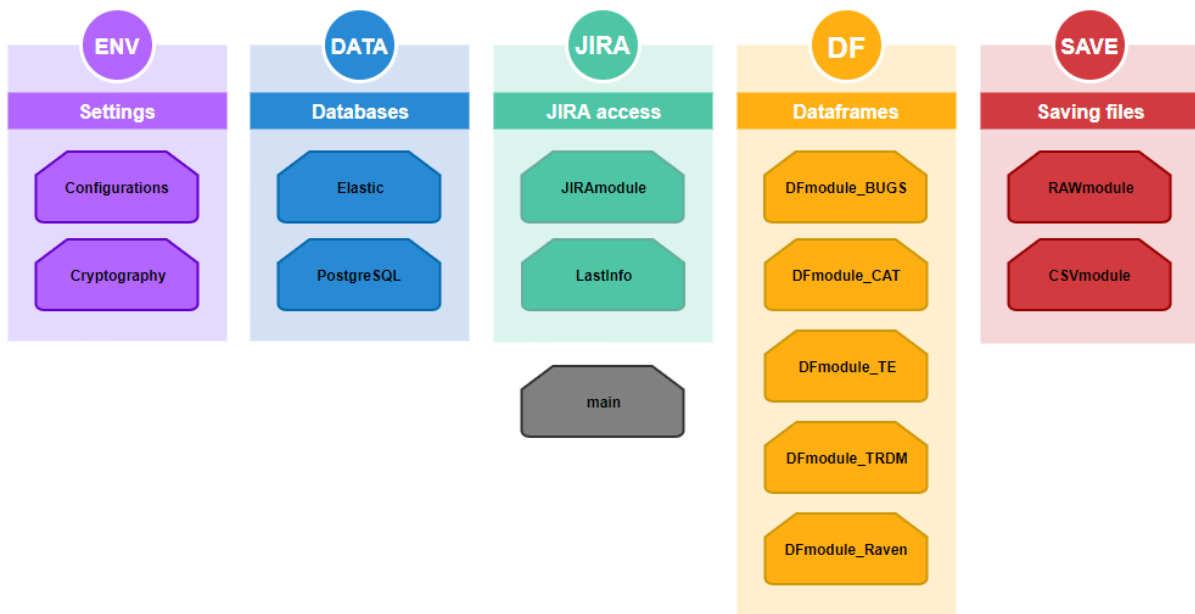 ENV
Settings
Configurations
Cryptography
DATA
Databases
Elastic
PostgreSQL
JIRA
JIRA access
JIRAmodule
LastInfo
main
DF
Dataframes
DFmodule_BUGS
DFmodule_CAT
DFmodule_TE
DFmodule_TRDM
DFmodule_Raven
SAVE
Saving files
RAWmodule
CSVmodule